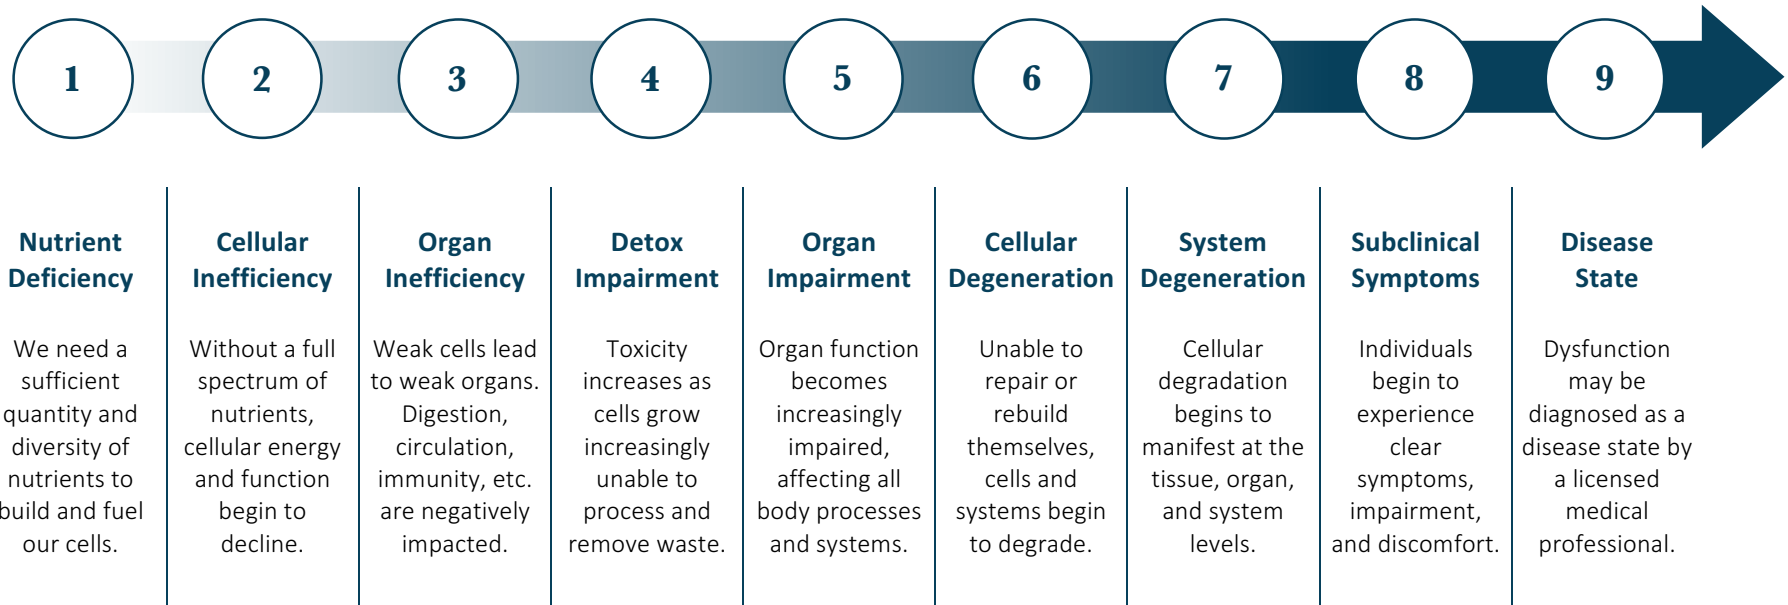 1
2
3
4
5
6
7
8
9
Nutrient
Deficiency
We need a
sufficient
quantity and
diversity of
nutrients to
build and fuel
our cells.
Cellular
Inefficiency
Without a full
spectrum of
nutrients,
cellular energy
and function
begin to
decline.
Organ
Inefficiency
Weak cells lead
to weak organs.
Digestion,
circulation,
immunity, etc.
are negatively
impacted.
Detox
Impairment
Toxicity
increases as
cells grow
increasingly
unable to
process and
remove waste.
Organ
Impairment
Organ function
becomes
increasingly
impaired,
affecting all
body processes
and systems.
Cellular
Degeneration
Unable to
repair or
rebuild
themselves,
cells and
systems begin
to degrade.
System
Degeneration
Cellular
degradation
begins to
manifest at the
tissue, organ,
and system
levels.
Subclinical
Symptoms
Individuals
begin to
experience
clear
symptoms,
impairment,
and discomfort.
Disease
State
Dysfunction
may be
diagnosed as a
disease state by
a licensed
medical
professional.